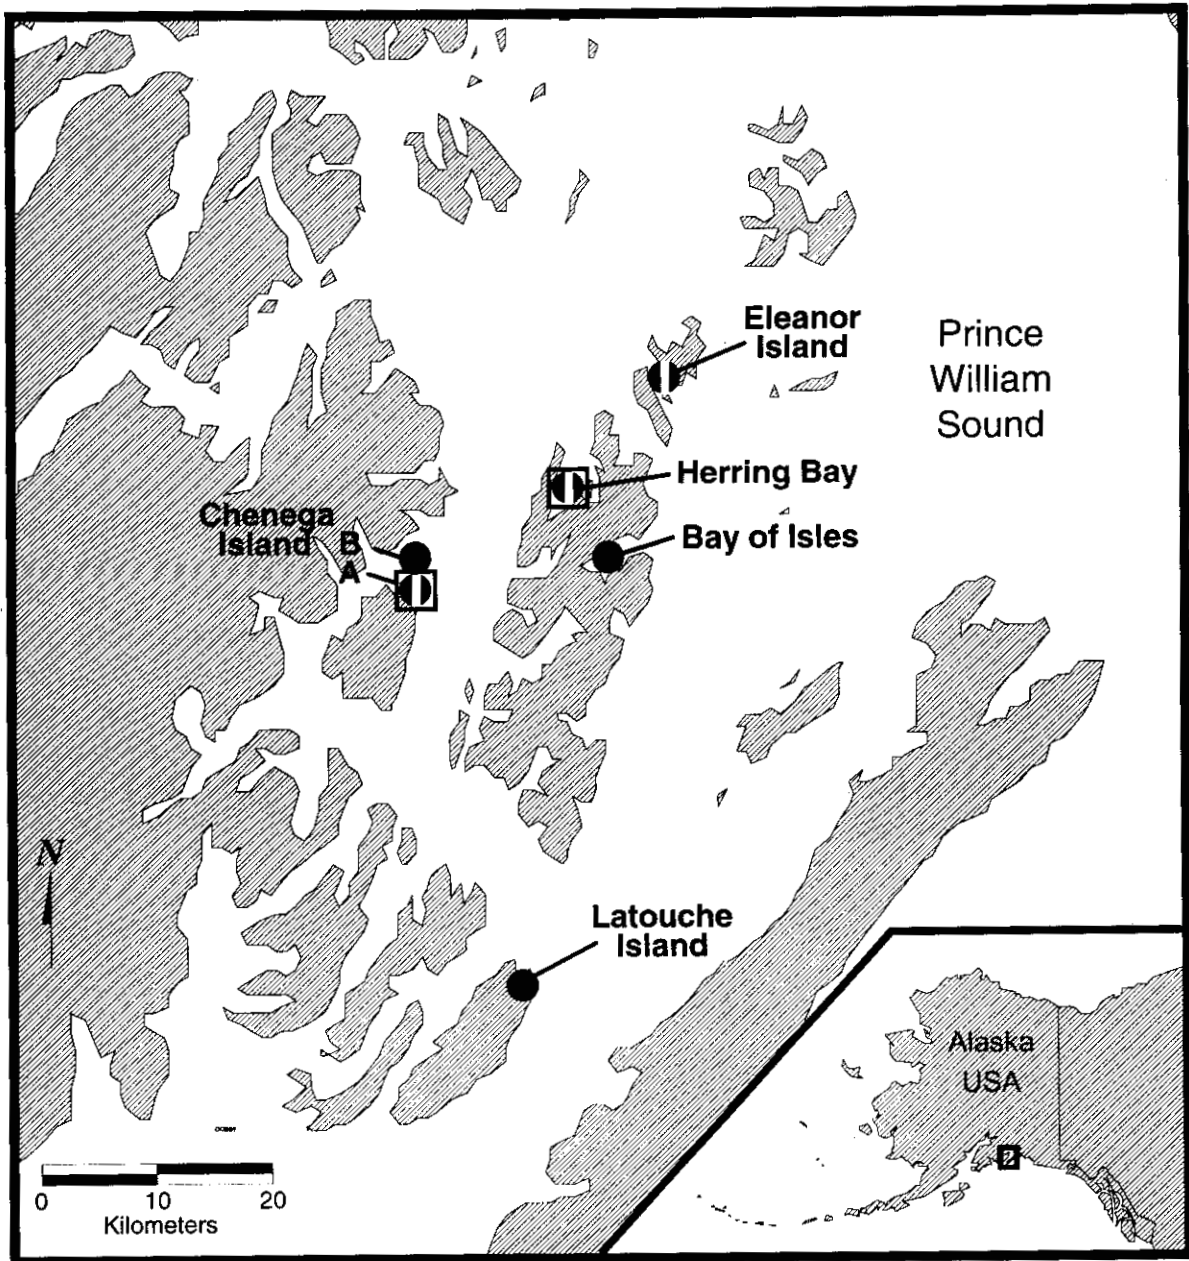 Eleanor
Island
Prince
William
Sound
Herring Bay
Chenega
Island
B
A
Bay of Isles
N
Latouche
Island
Alaska
USA
0 10 20
Kilometers